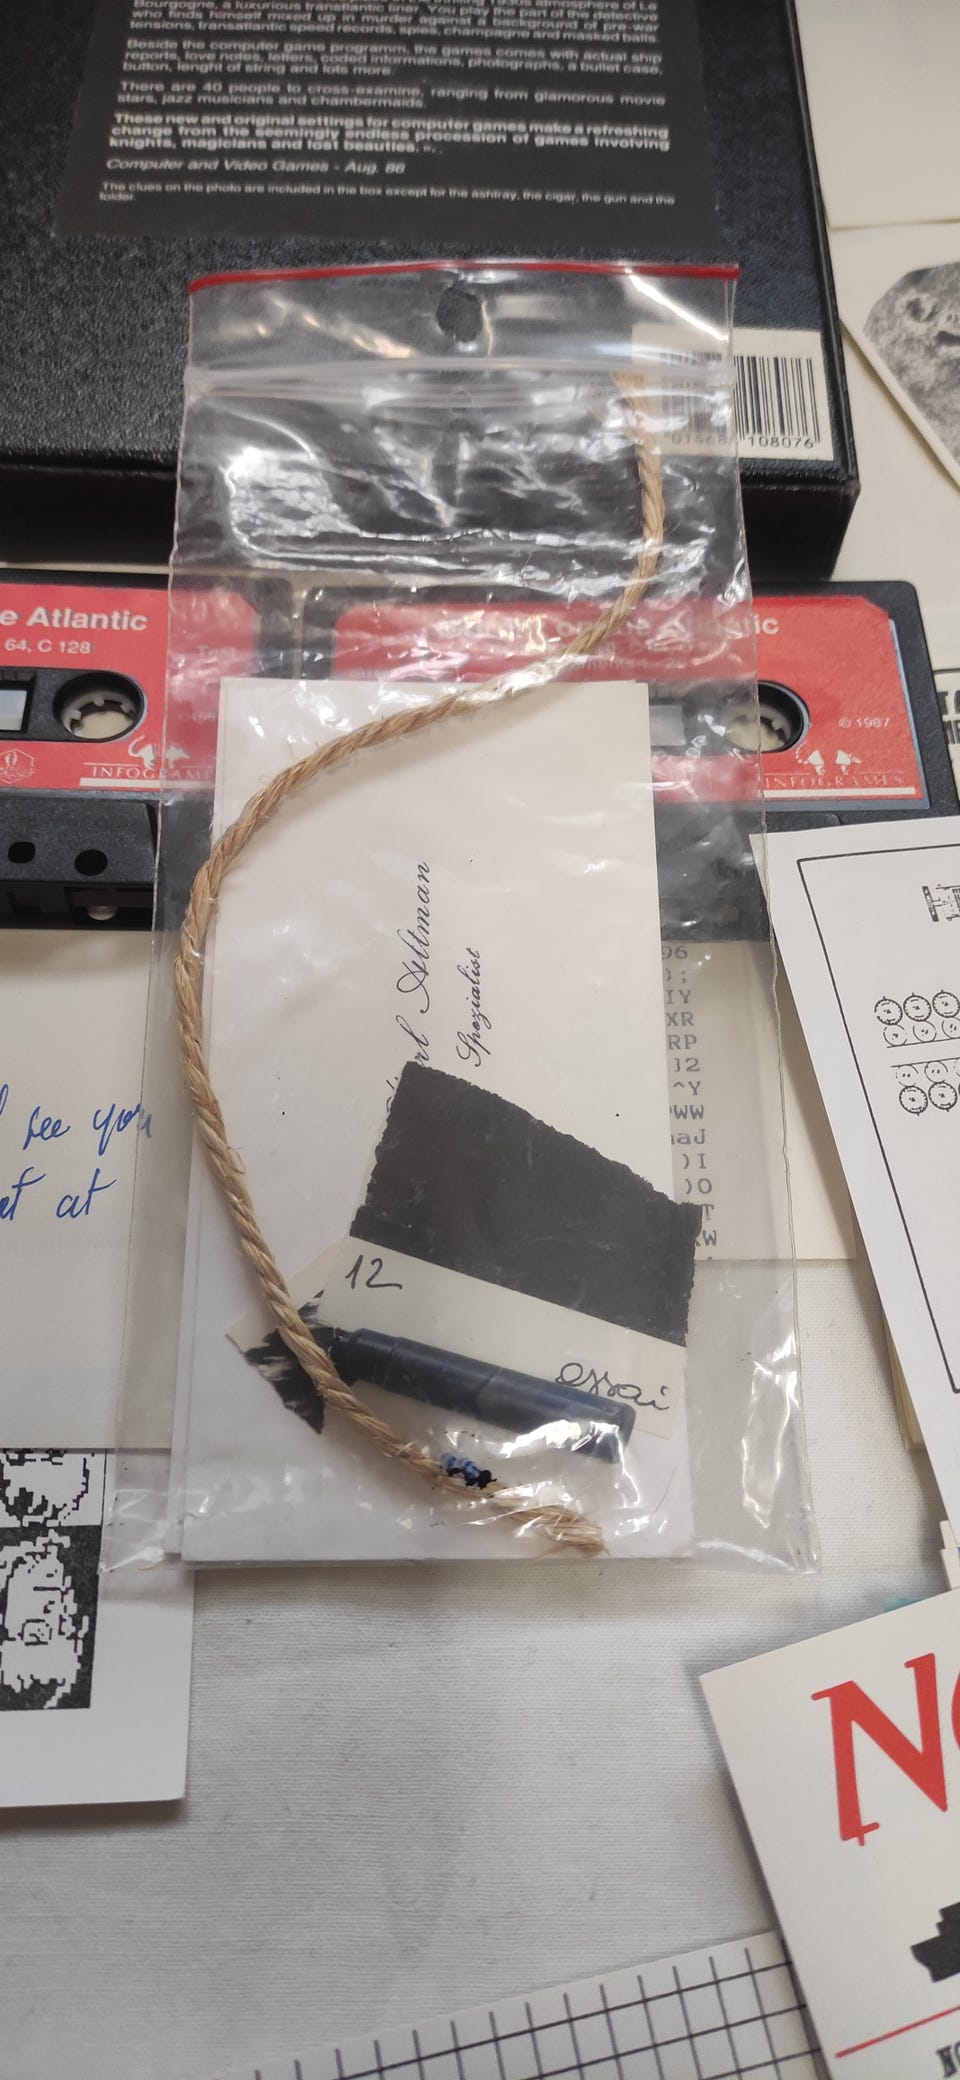 Bourgogne, a luxurious transatlantic liner. You play the part of the detective
who finds himself mixed up in murder against a background of pre-war
tensions, transatlantic speed records, spies, champagne and masked balls.
Beside the computer game programm, the games comes with actual ship
reports, love notes, letters, coded informations, photographs, a bullet case,
button, lenght of string and lots more.
There are 40 people to cross-examine, ranging from glamorous movie
stars, jazz musicians and chambermaids.
These new and original settings for computer games make a refreshing
change from the seemingly endless procession of games involving
knights, magicians and lost beauties.
Computer and Video Games - Aug. 86
The clues on the photo are included in the box except for the ashtray, the cigar, the gun and the
folder.
108076
e Atlantic
64, C 128
© 1987
INFOGRAMES
INFOGRAMES
rl Altman
Spezialist
96
);
IY
XR
RP
12
^Y
WW
aJ
)I
)O
T
W
see you
at at
12
essai
N